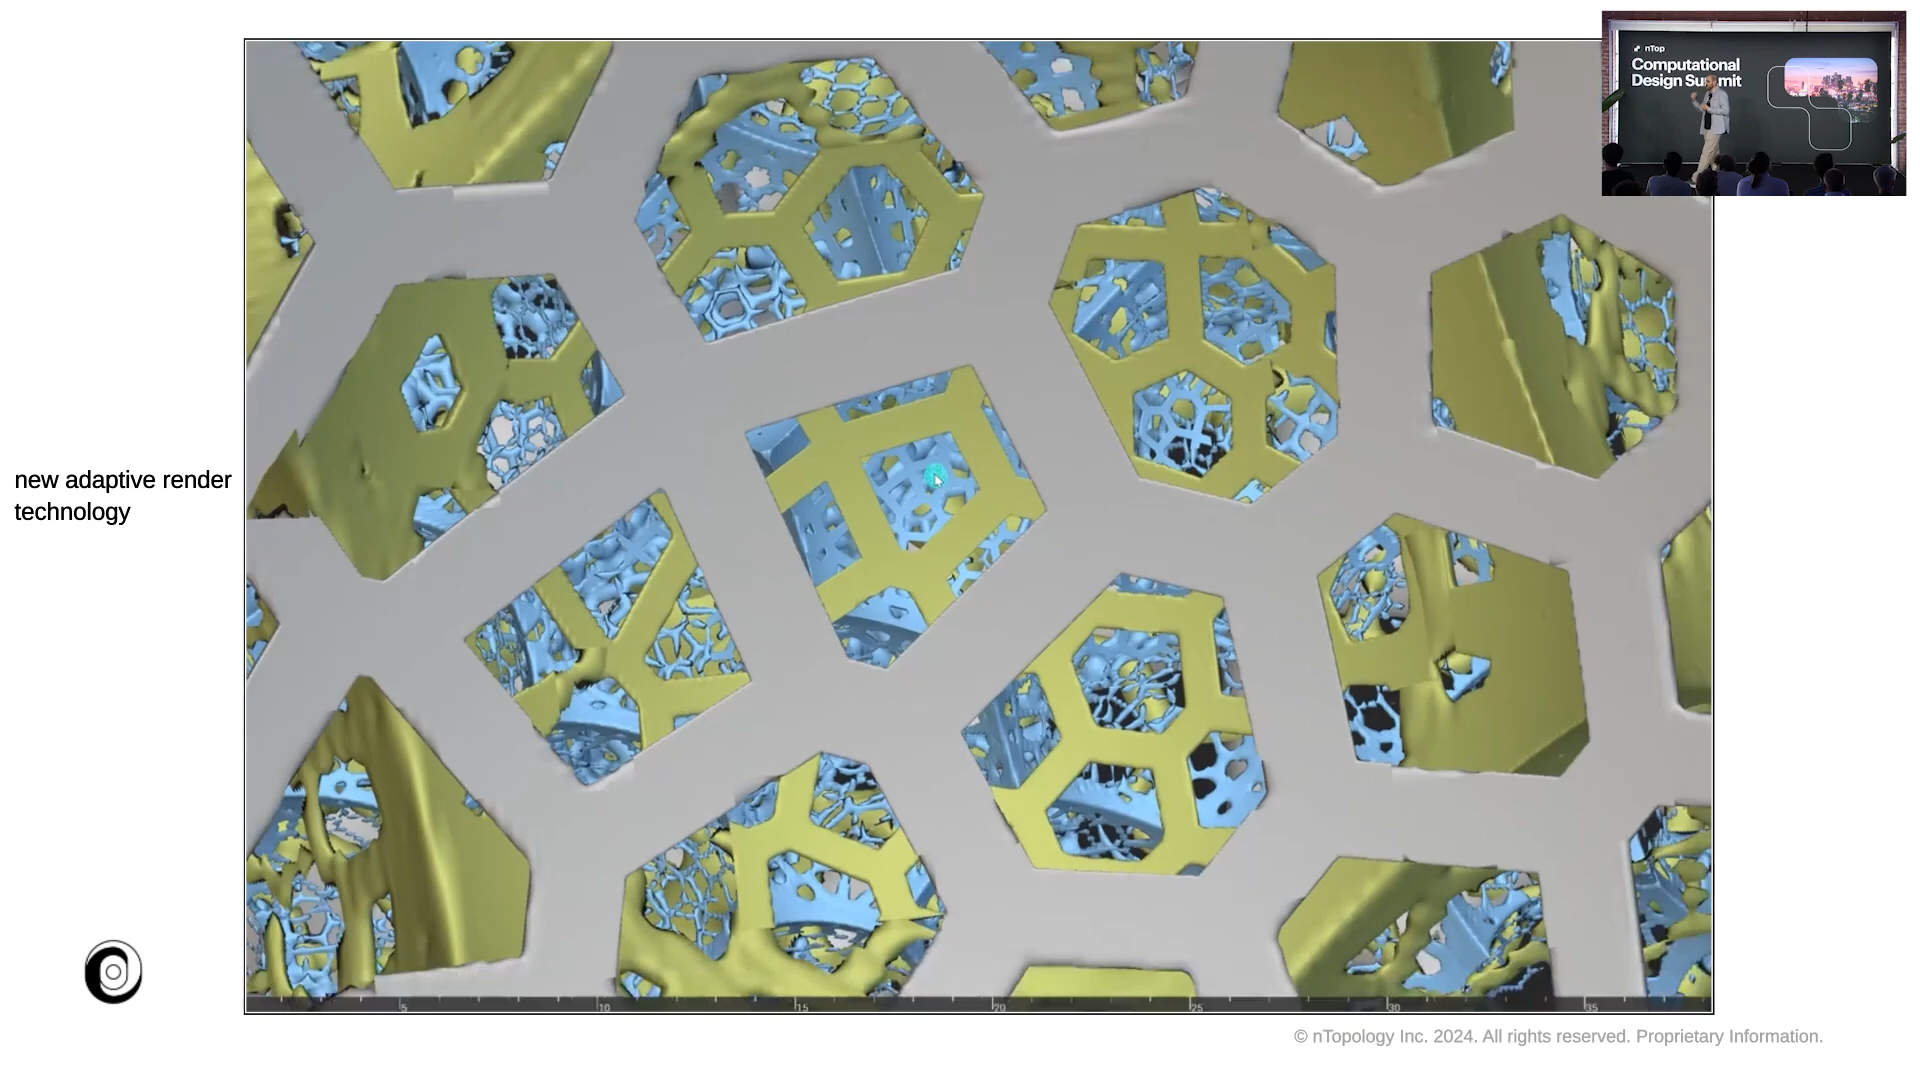 nTop
Computational
Design Summit
new adaptive render
technology
5
10
15
20
25
30
35
© nTopology Inc. 2024. All rights reserved. Proprietary Information.